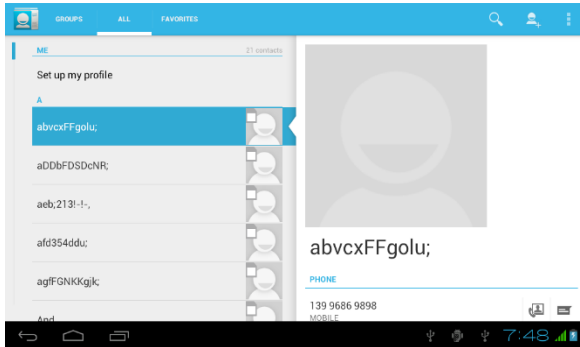 GROUPS
ALL
FAVORITES
ME
21 contacts
Set up my profile
A
abvcxFFgolu;
aDDbFDSDcNR;
aeb;213!-!-,
afd354ddu;
agfFGNKKgjk;
And
abvcxFFgolu;
PHONE
139 9686 9898
MOBILE
7:48